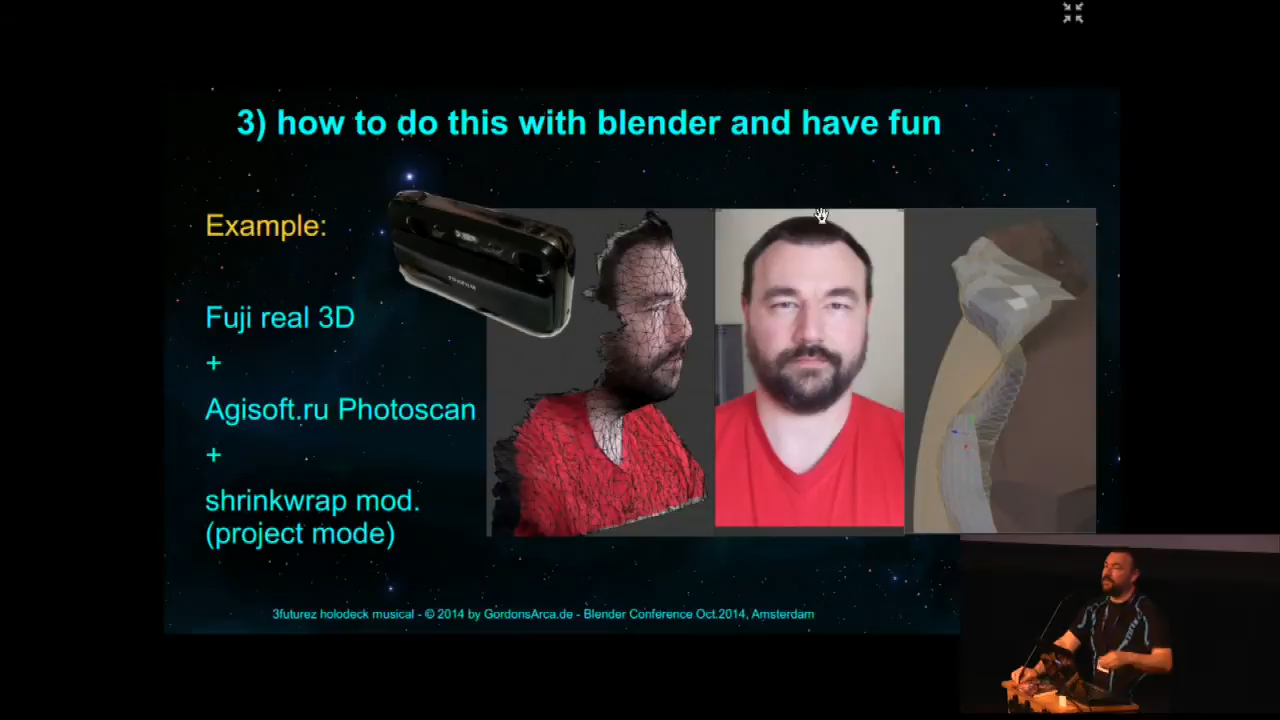 3) how to do this with blender and have fun
Example:
Fuji real 3D
+
Agisoft.ru Photoscan
+
shrinkwrap mod.
(project mode)
3futurez holodeck musical - © 2014 by GordonsArca.de - Blender Conference Oct.2014, Amsterdam